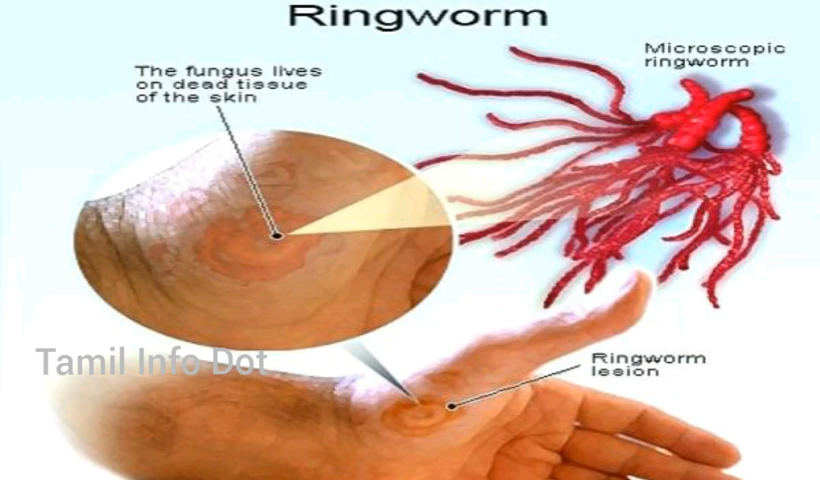 Ringworm
The fungus lives
on dead tissue
of the skin
Microscopic
ringworm
Tamil Info Dot
Ringworm
lesion